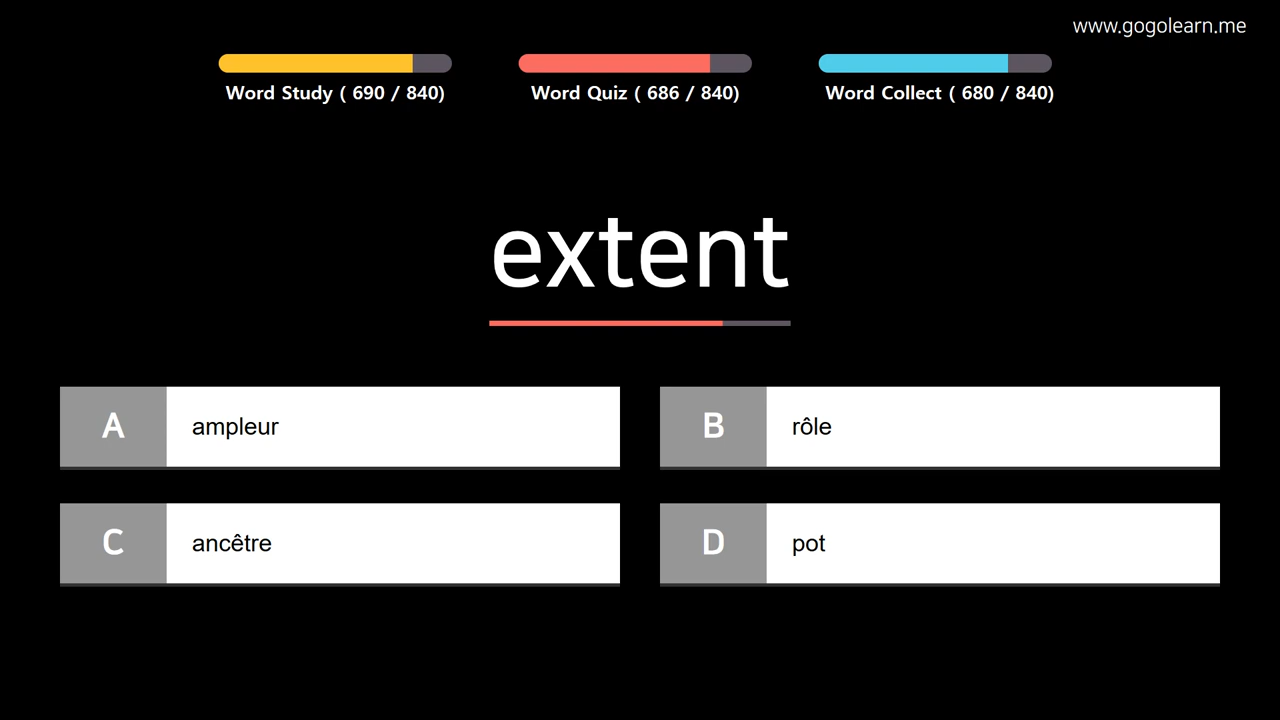 www.gogolearn.me
Word Study ( 690 / 840)
Word Quiz ( 686 / 840)
Word Collect ( 680 / 840)
extent
A ampleur
B rôle
C ancêtre
D pot